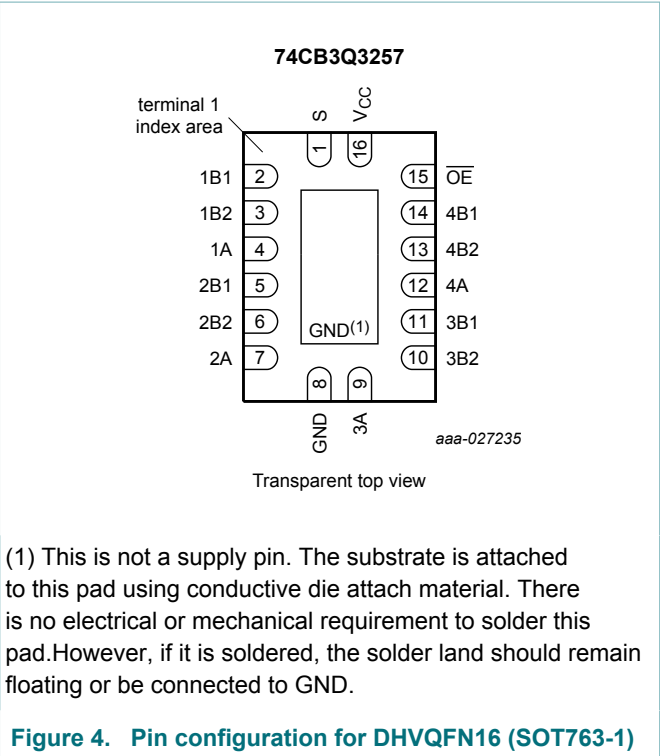 74CB3Q3257
terminal 1
index area
S
VCC
1
16
1B1 2 15 OE
1B2 3 14 4B1
1A 4 13 4B2
2B1 5 12 4A
2B2 6 11 3B1
GND(1)
2A 7 10 3B2
8
9
GND
3A
aaa-027235
Transparent top view
(1) This is not a supply pin. The substrate is attached
to this pad using conductive die attach material. There
is no electrical or mechanical requirement to solder this
pad.However, if it is soldered, the solder land should remain
floating or be connected to GND.
Figure 4. Pin configuration for DHVQFN16 (SOT763-1)